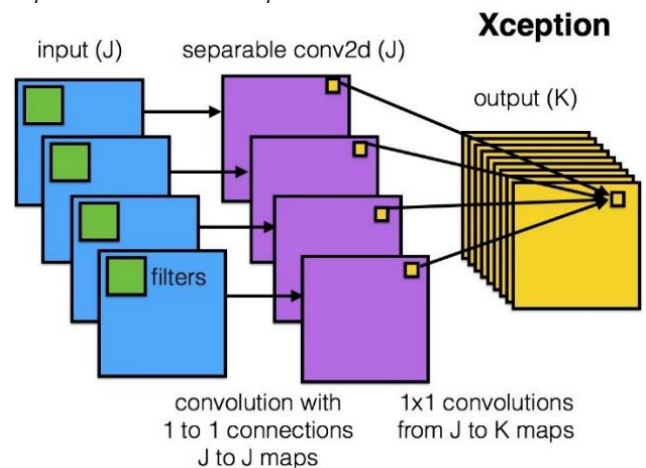 Xception
input (J)
separable conv2d (J)
output (K)
filters
convolution with
1 to 1 connections
J to J maps
1x1 convolutions
from J to K maps